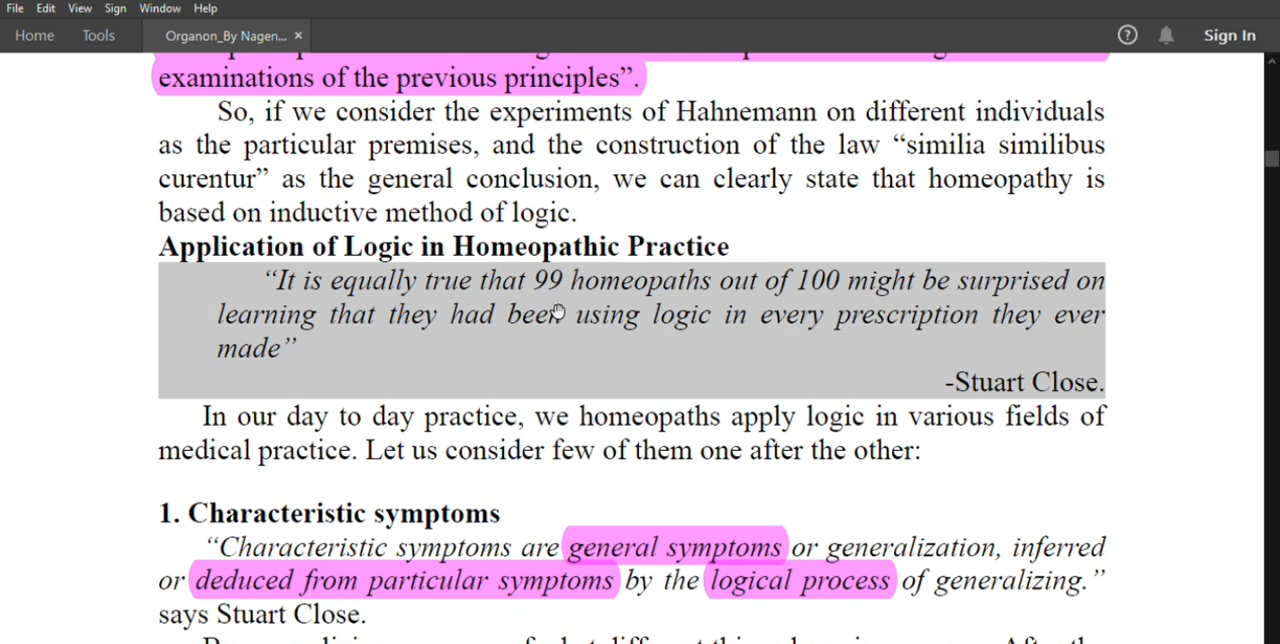 File Edit View Sign Window Help
Home Tools Organon_By Nagen... × ? Sign In
examinations of the previous principles”.
So, if we consider the experiments of Hahnemann on different individuals
as the particular premises, and the construction of the law “similia similibus
curentur” as the general conclusion, we can clearly state that homeopathy is
based on inductive method of logic.
Application of Logic in Homeopathic Practice
“It is equally true that 99 homeopaths out of 100 might be surprised on
learning that they had been using logic in every prescription they ever
made”
-Stuart Close.
In our day to day practice, we homeopaths apply logic in various fields of
medical practice. Let us consider few of them one after the other:
1. Characteristic symptoms
“Characteristic symptoms are general symptoms or generalization, inferred
or deduced from particular symptoms by the logical process of generalizing.”
says Stuart Close.